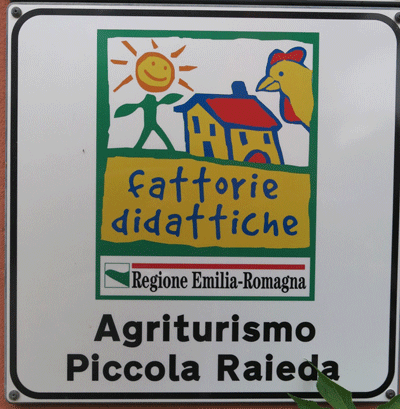 fattorie
didattiche
Regione Emilia-Romagna
Agriturismo
Piccola Raieda